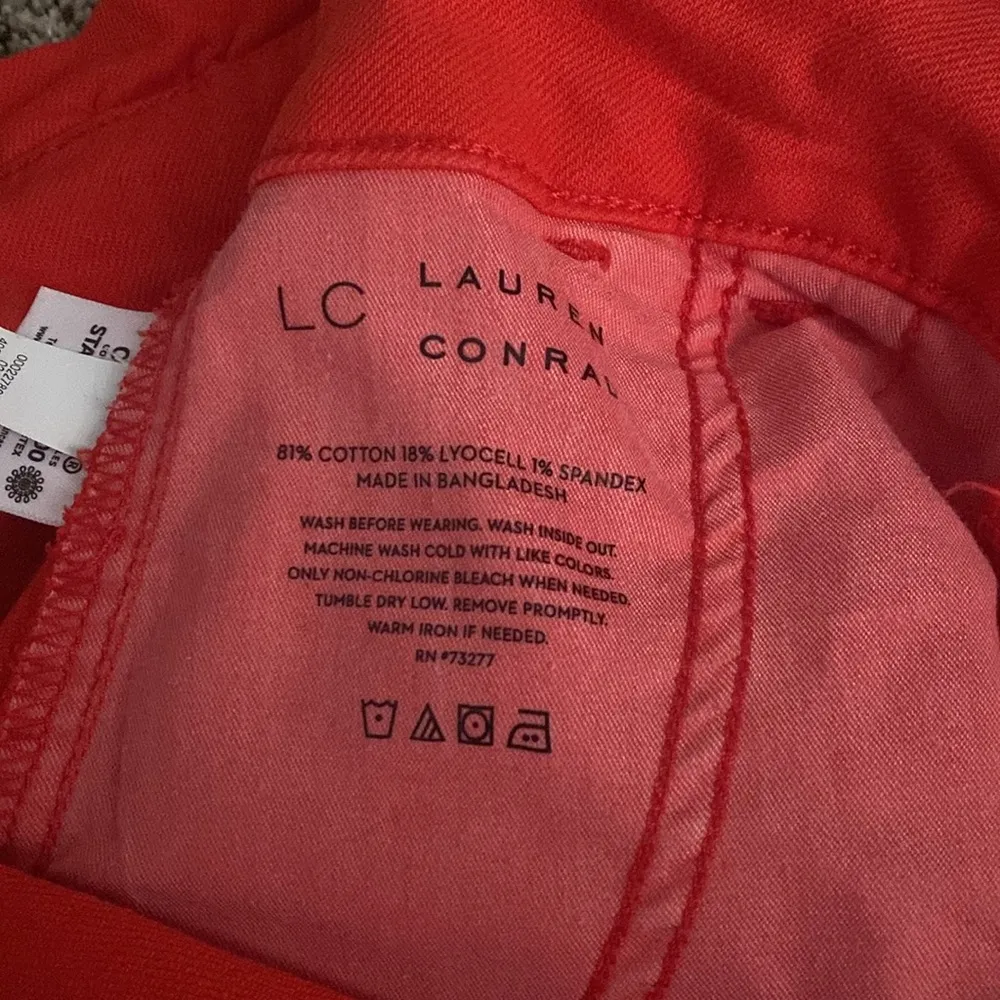 LC
LAUREN
CONRAD
81% COTTON 18% LYOCELL 1% SPANDEX
MADE IN BANGLADESH
WASH BEFORE WEARING. WASH INSIDE OUT.
MACHINE WASH COLD WITH LIKE COLORS.
ONLY NON-CHLORINE BLEACH WHEN NEEDED.
TUMBLE DRY LOW. REMOVE PROMPTLY.
WARM IRON IF NEEDED.
RN #73277